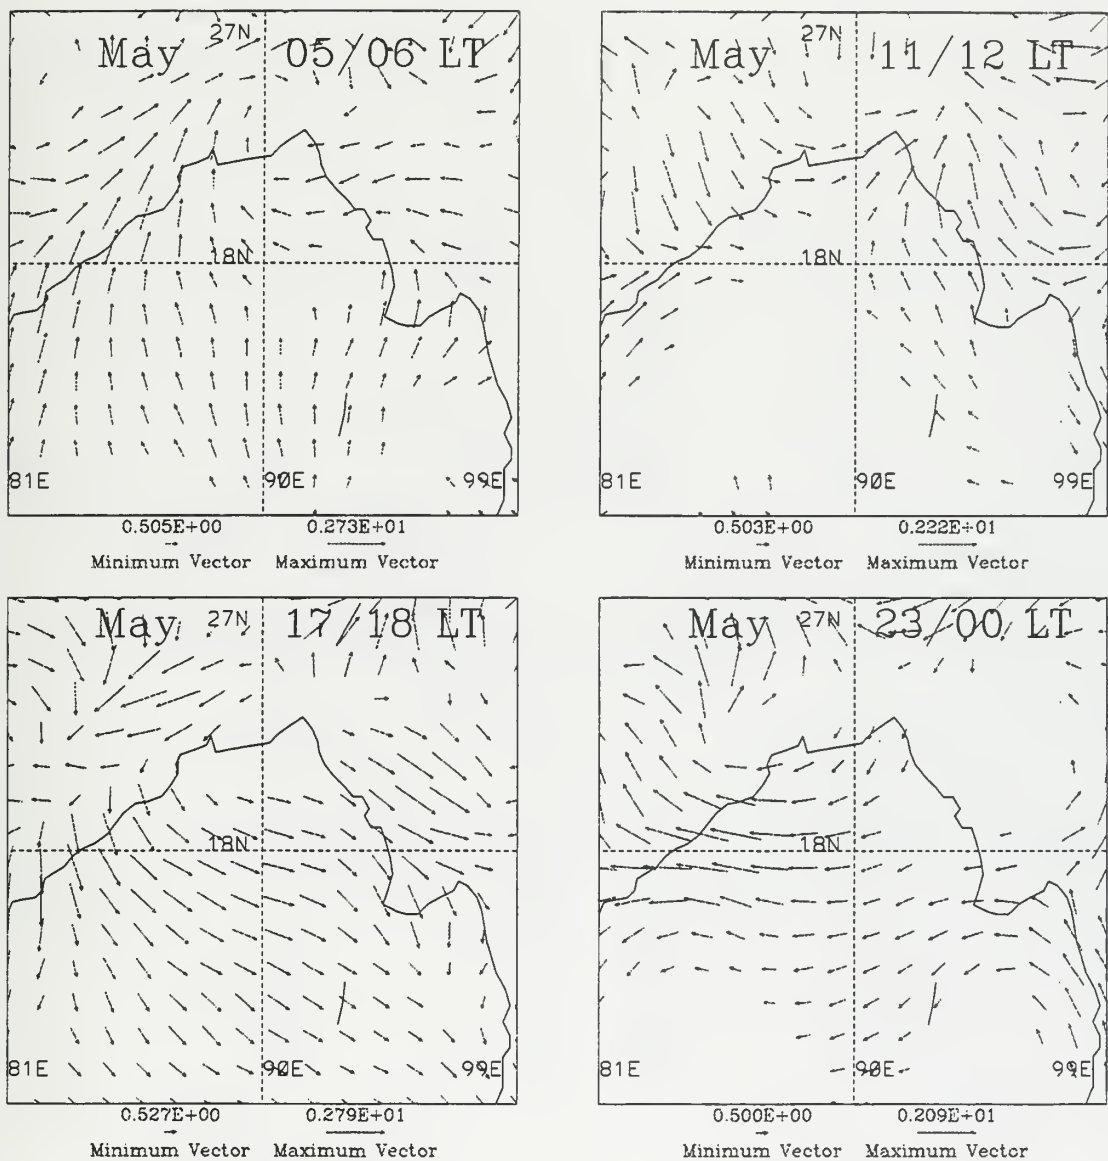 May 27N 05/06 LT
18N
81E 90E 99E
0.505E+00 0.273E+01
Minimum Vector Maximum Vector
May 27N 11/12 LT
18N
81E 90E 99E
0.503E+00 0.222E+01
Minimum Vector Maximum Vector
May 27N 17/18 LT
18N
81E 90E 99E
0.527E+00 0.279E+01
Minimum Vector Maximum Vector
May 27N 23/00 LT
18N
81E 90E 99E
0.500E+00 0.209E+01
Minimum Vector Maximum Vector